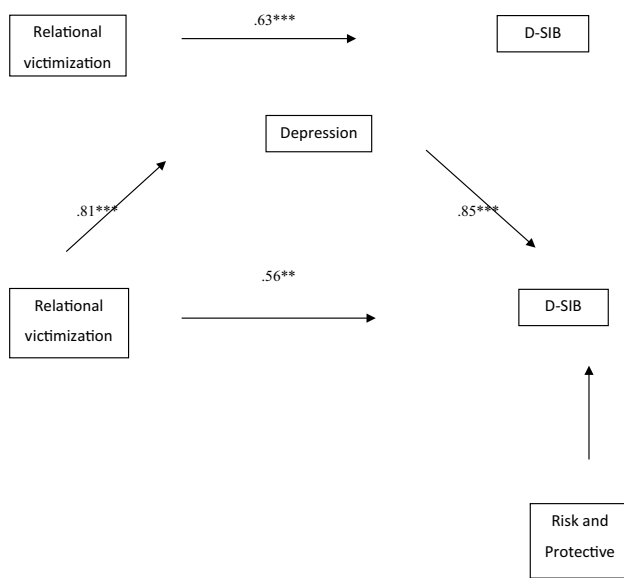 Relational
victimization
.63***
D-SIB
Depression
.81***
.85***
Relational
victimization
.56**
D-SIB
Risk and
Protective